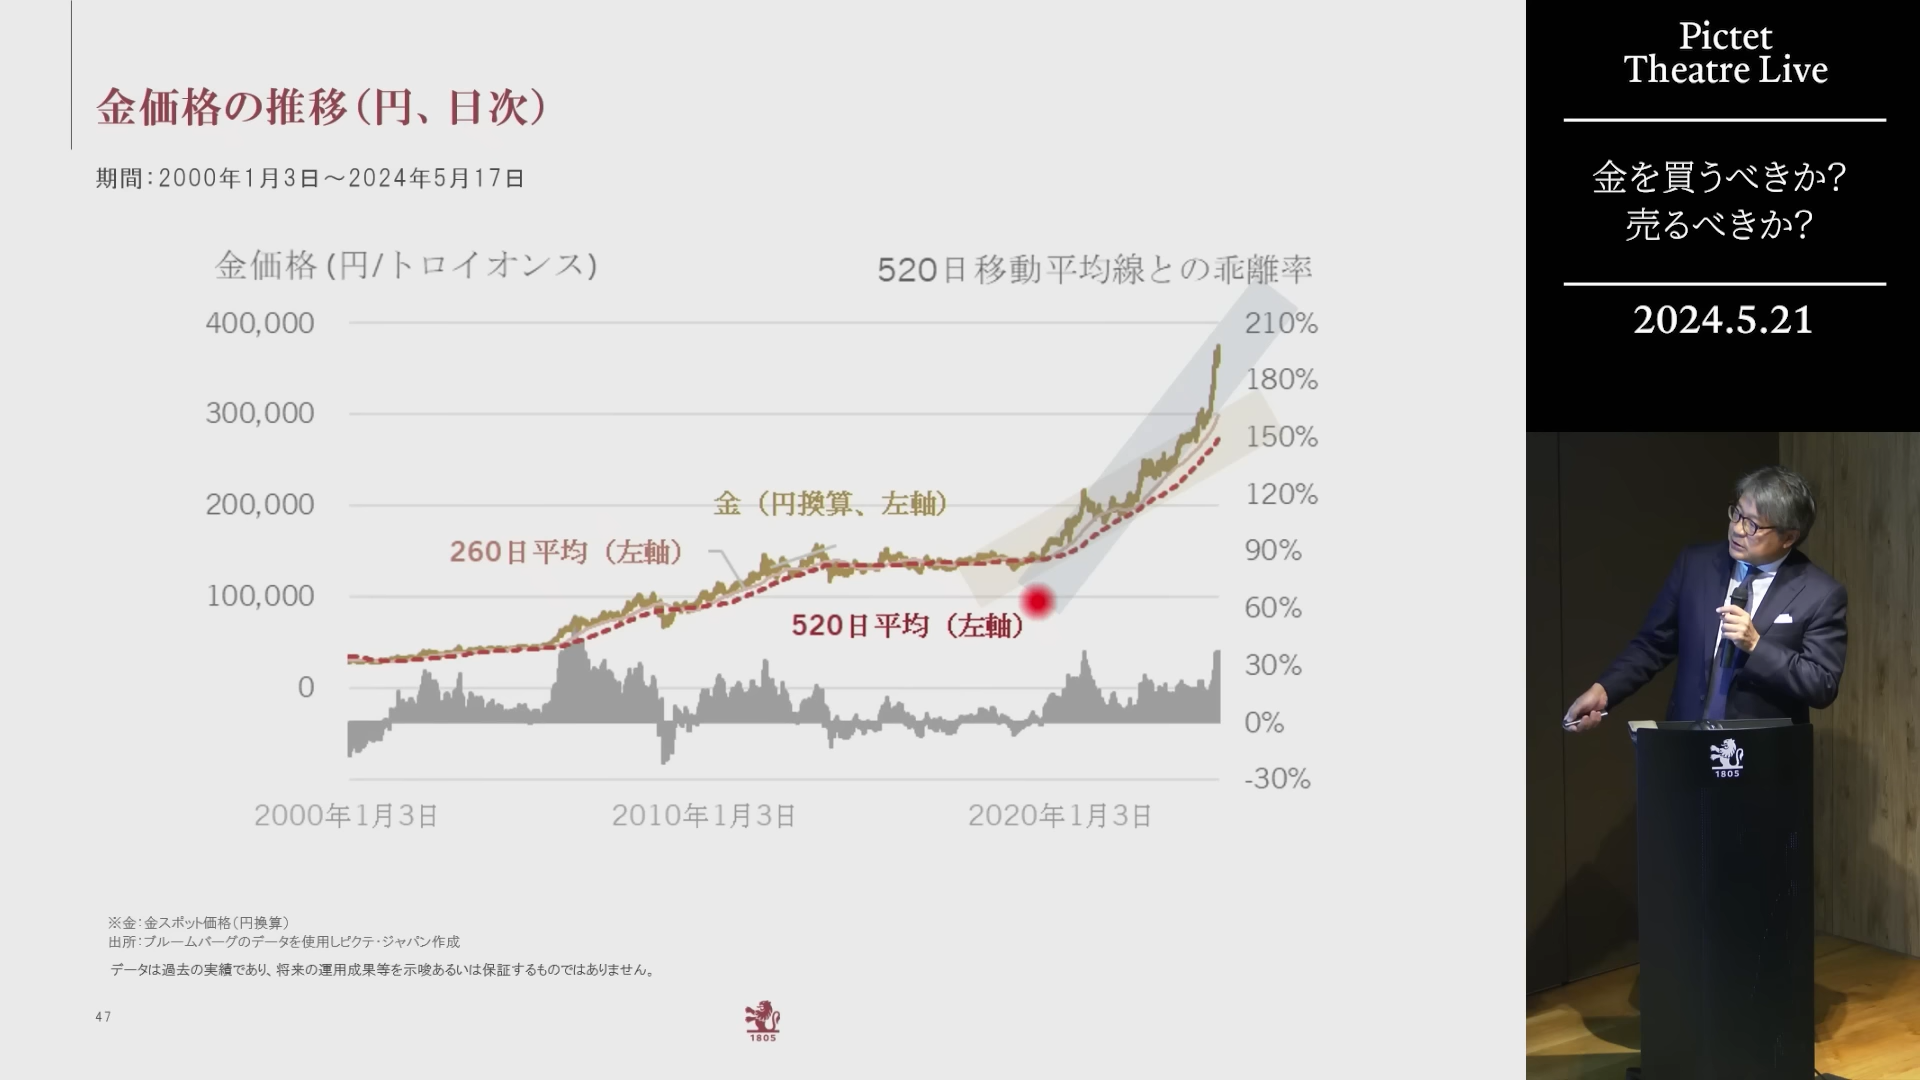 金価格の推移(円、日次)
期間:2000年1月3日～2024年5月17日
金価格 (円/トロイオンス)
520日移動平均線との乖離率
400,000
300,000
200,000
100,000
0
210%
180%
150%
120%
90%
60%
30%
0%
-30%
金（円換算、左軸）
260日平均（左軸）
520日平均（左軸）
2000年1月3日
2010年1月3日
2020年1月3日
※金:金スポット価格(円換算)
出所:ブルームバーグのデータを使用しピクテ・ジャパン作成
データは過去の実績であり、将来の運用成果等を示唆あるいは保証するものではありません。
47
1805
Pictet
Theatre Live
金を買うべきか?
売るべきか?
2024.5.21
1805